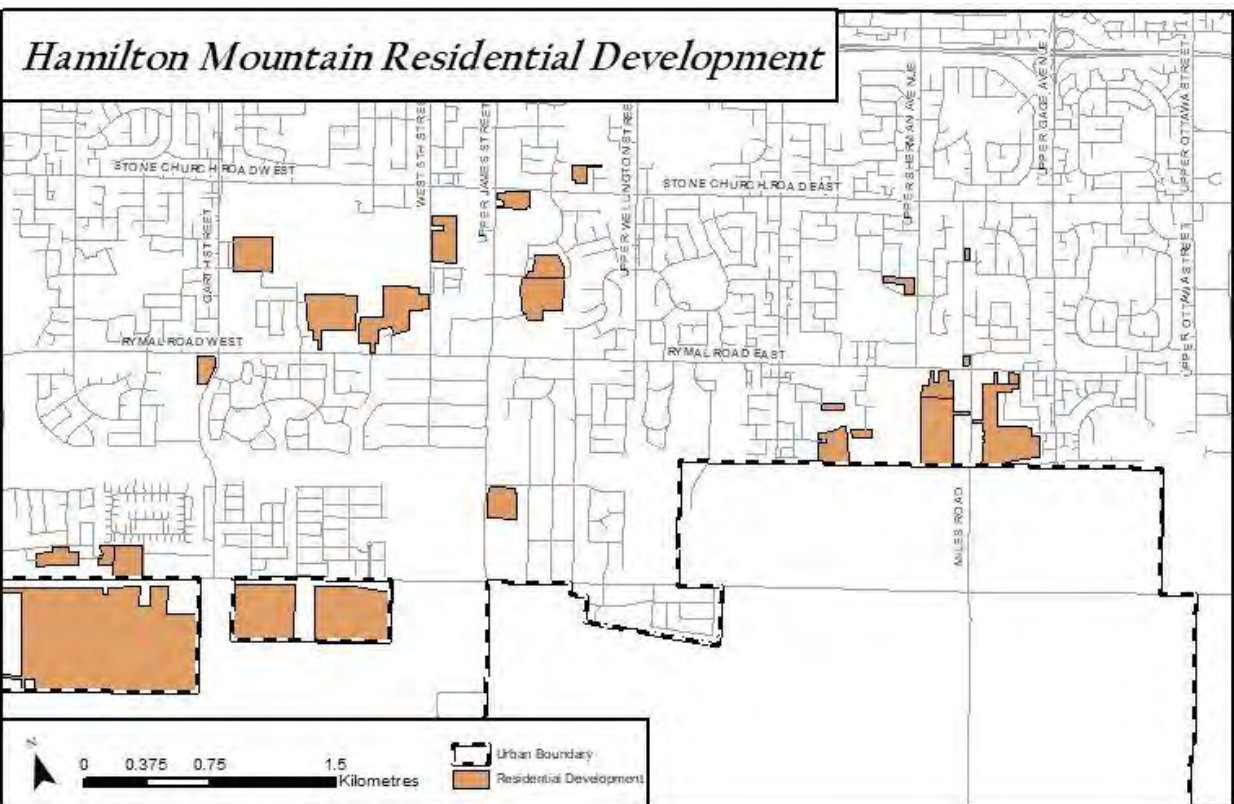 Hamilton Mountain Residential Development
UPPER SHERMAN AVENUE
UPPER GAGE AVENUE
UPPER OTTAWA STREET
WEST 5TH STREET
UPPER JAMES STREET
UPPER WELLINGTON STREET
STONE CHURCH ROAD WEST
STONE CHURCH ROAD EAST
GARTH STREET
UPPER OTTAWA STREET
RYMAL ROAD WEST
RYMAL ROAD EAST
MILES ROAD
N
0 0.375 0.75 1.5
Kilometres
Urban Boundary
Residential Development